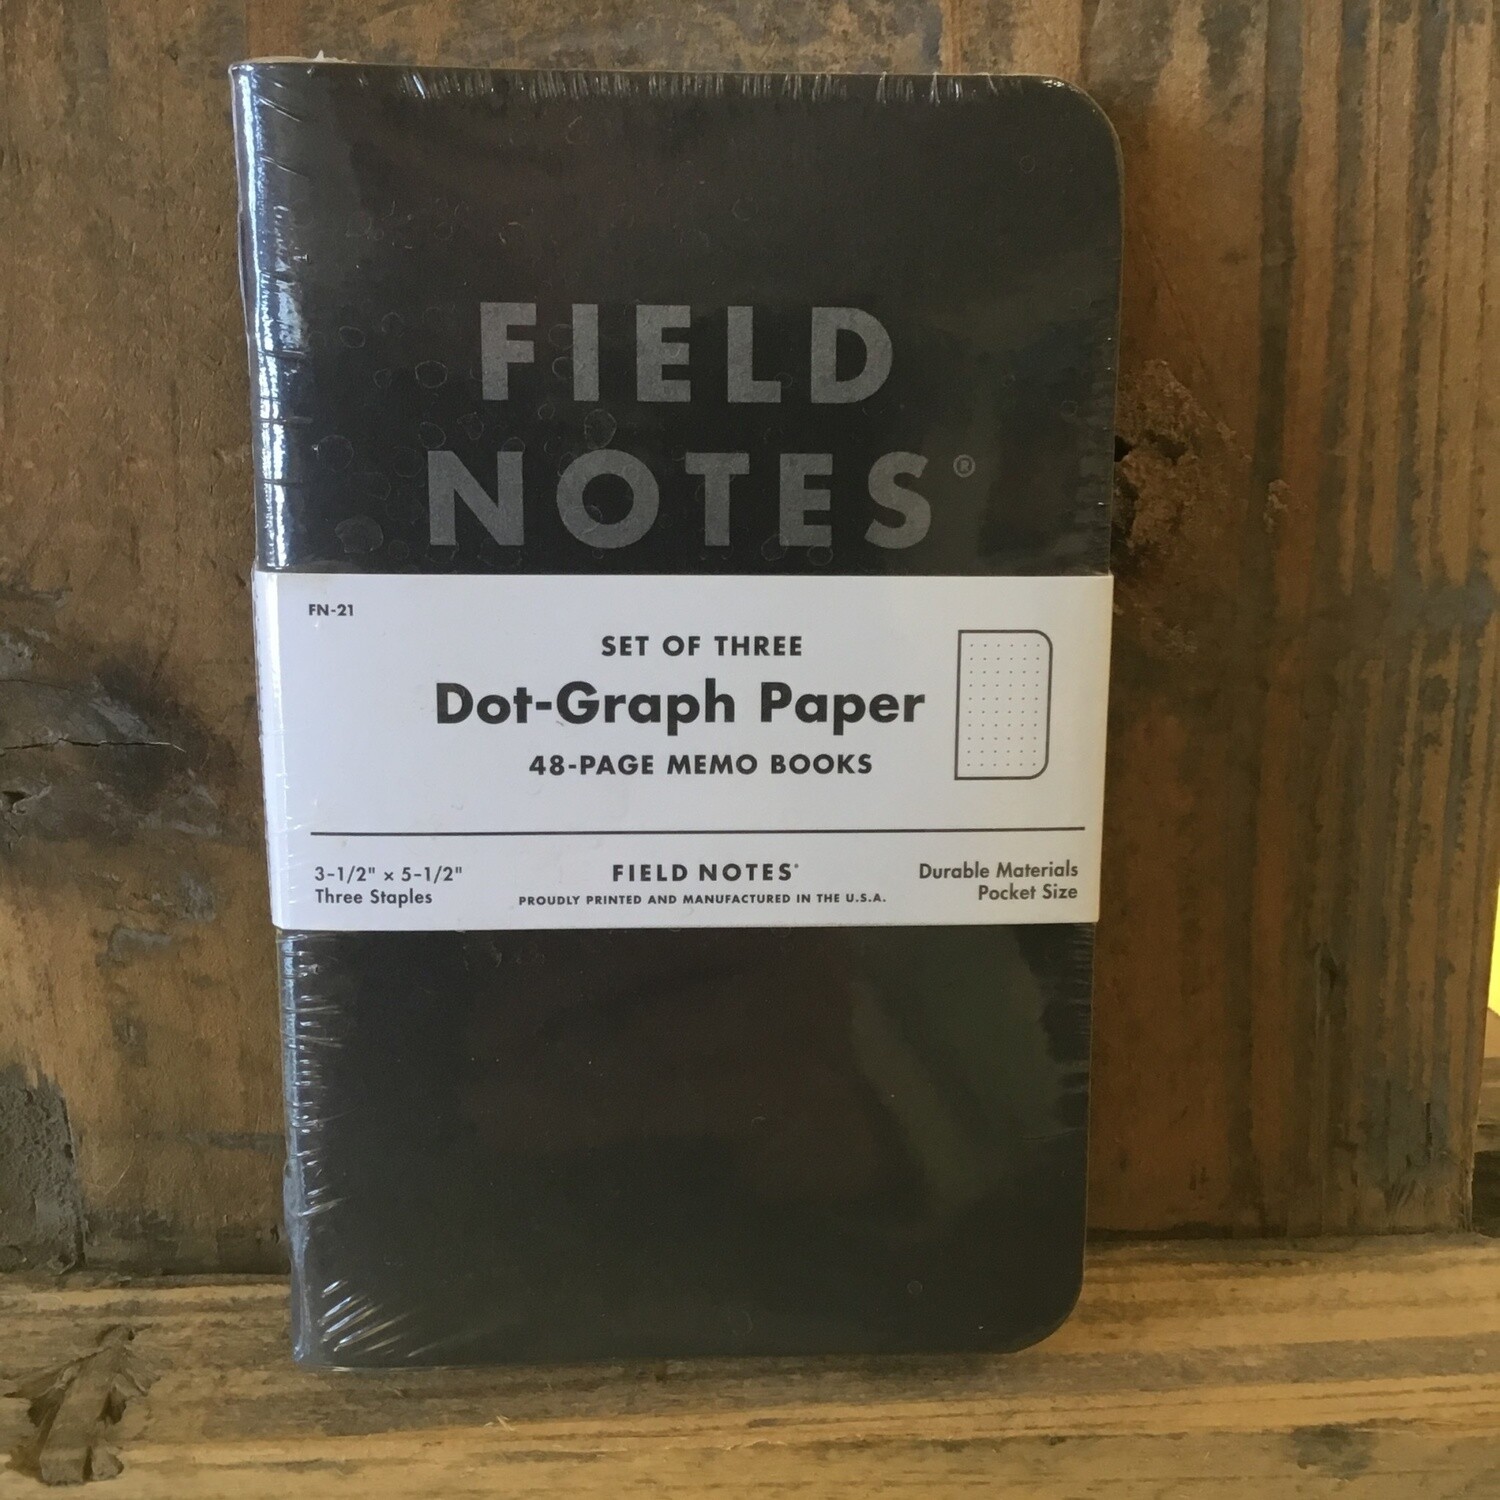 FIELD
NOTES®
FN-21
SET OF THREE
Dot-Graph Paper
48-PAGE MEMO BOOKS
3-1/2" × 5-1/2"
Three Staples
FIELD NOTES®
PROUDLY PRINTED AND MANUFACTURED IN THE U.S.A.
Durable Materials
Pocket Size